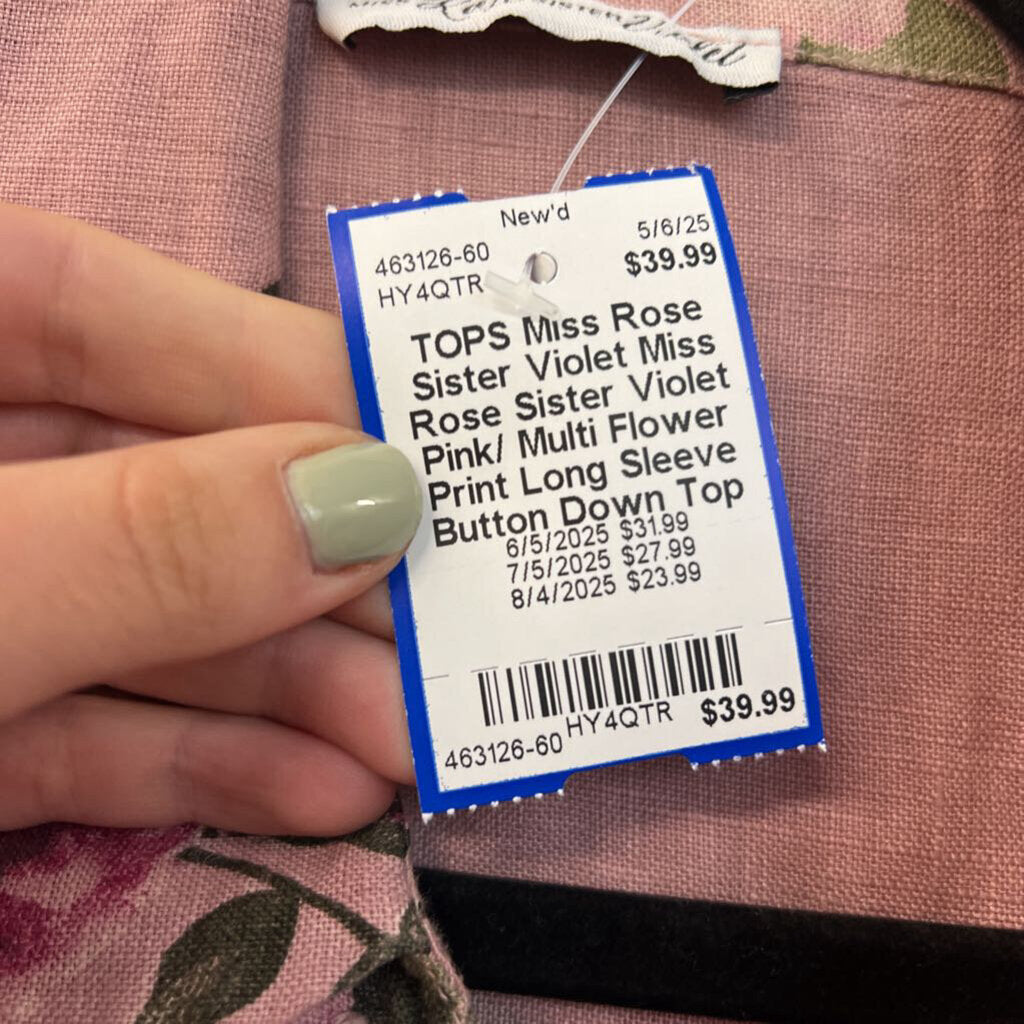 New'd
463126-60 5/6/25
HY4QTR $39.99
TOPS Miss Rose
Sister Violet Miss
Rose Sister Violet
Pink/ Multi Flower
Print Long Sleeve
Button Down Top
6/5/2025 $31.99
7/5/2025 $27.99
8/4/2025 $23.99
463126-60 HY4QTR $39.99